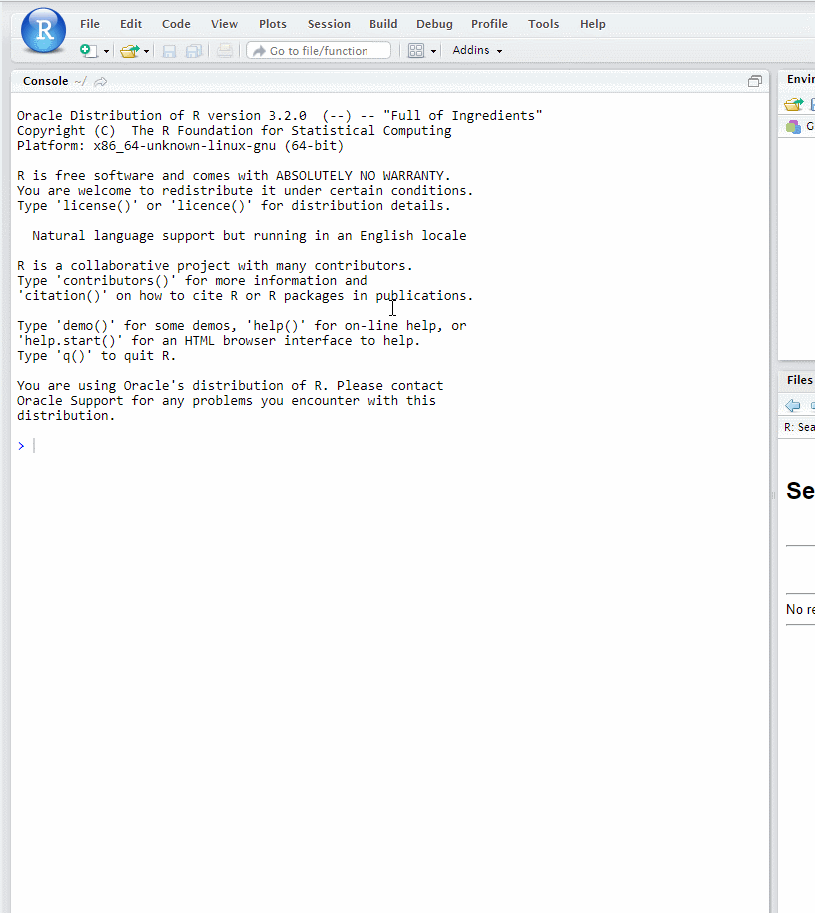 R
File Edit Code View Plots Session Build Debug Profile Tools Help
Go to file/function Addins
Console ~/
Oracle Distribution of R version 3.2.0  (--) -- "Full of Ingredients"
Copyright (C)  The R Foundation for Statistical Computing
Platform: x86_64-unknown-linux-gnu (64-bit)
R is free software and comes with ABSOLUTELY NO WARRANTY.
You are welcome to redistribute it under certain conditions.
Type 'license()' or 'licence()' for distribution details.
Natural language support but running in an English locale
R is a collaborative project with many contributors.
Type 'contributors()' for more information and
'citation()' on how to cite R or R packages in publications.
Type 'demo()' for some demos, 'help()' for on-line help, or
'help.start()' for an HTML browser interface to help.
Type 'q()' to quit R.
You are using Oracle's distribution of R. Please contact
Oracle Support for any problems you encounter with this
distribution.
>
Envir
G
Files
R: Sea
Se
No re